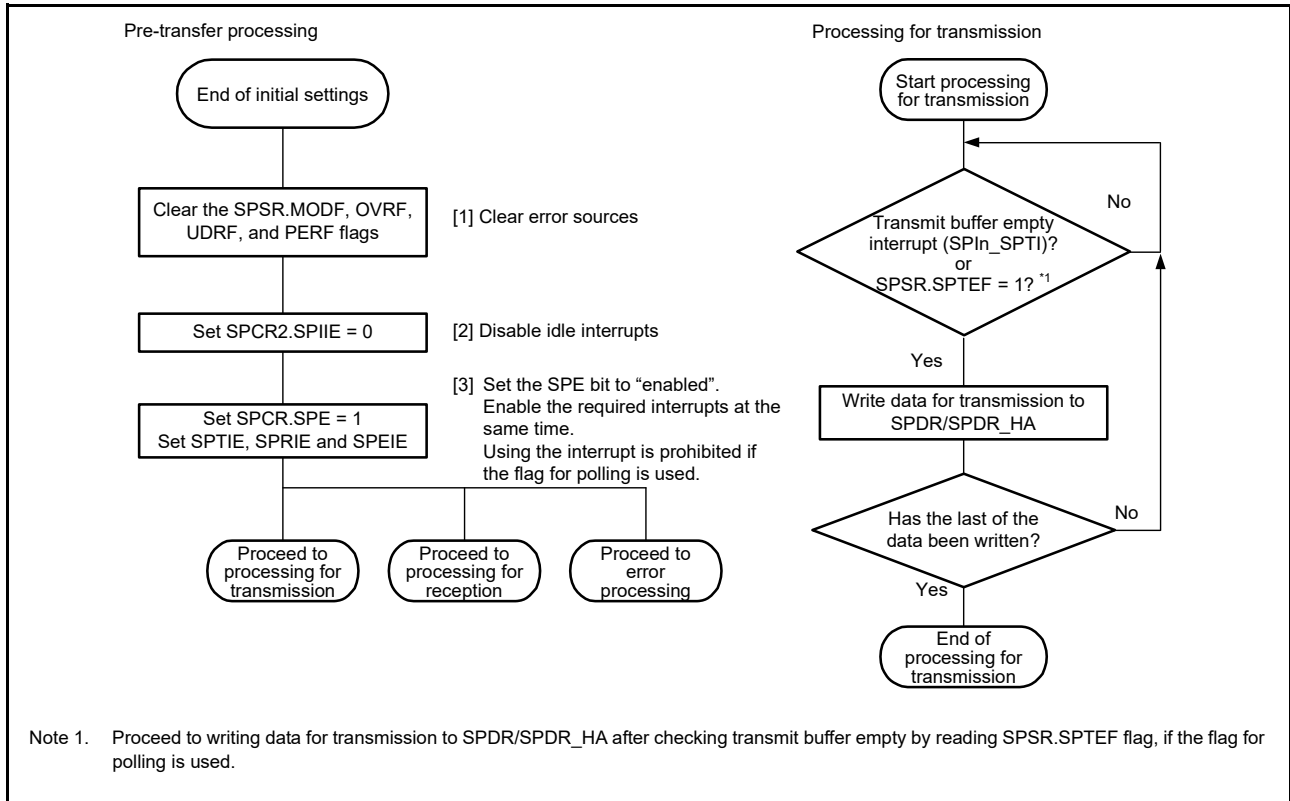 Pre-transfer processing
End of initial settings
Clear the SPSR.MODF, OVRF,
UDRF, and PERF flags
[1] Clear error sources
Set SPCR2.SPIIE = 0
[2] Disable idle interrupts
Set SPCR.SPE = 1
Set SPTIE, SPRIE and SPEIE
[3] Set the SPE bit to “enabled”.
Enable the required interrupts at the
same time.
Using the interrupt is prohibited if
the flag for polling is used.
Proceed to
processing for
transmission
Proceed to
processing for
reception
Proceed to
error
processing
Processing for transmission
Start processing
for transmission
Transmit buffer empty
interrupt (SPIn_SPTI)?
or
SPSR.SPTEF = 1? *1
No
Yes
Write data for transmission to
SPDR/SPDR_HA
Has the last of the
data been written?
No
Yes
End of
processing for
transmission
Note 1. Proceed to writing data for transmission to SPDR/SPDR_HA after checking transmit buffer empty by reading SPSR.SPTEF flag, if the flag for
polling is used.